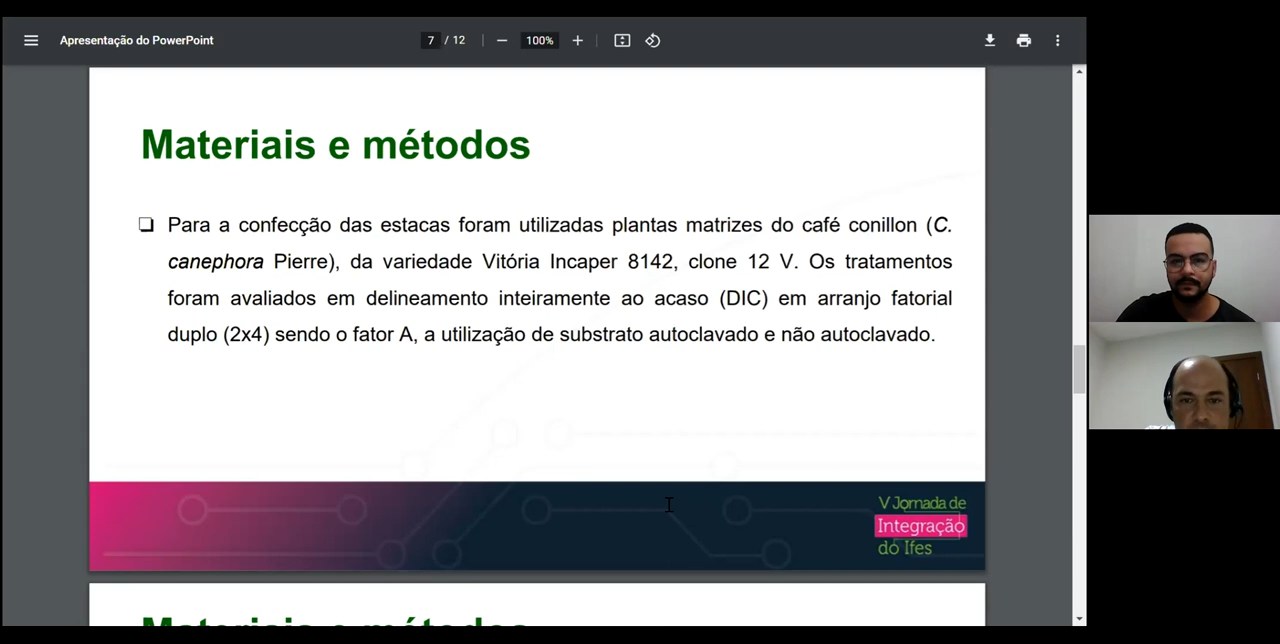 Apresentação do PowerPoint
7 / 12
100%
Materiais e métodos
Para a confecção das estacas foram utilizadas plantas matrizes do café conillon (C.
canephora Pierre), da variedade Vitória Incaper 8142, clone 12 V. Os tratamentos
foram avaliados em delineamento inteiramente ao acaso (DIC) em arranjo fatorial
duplo (2x4) sendo o fator A, a utilização de substrato autoclavado e não autoclavado.
V Jornada de
Integração
do Ifes
Materiais e métodos